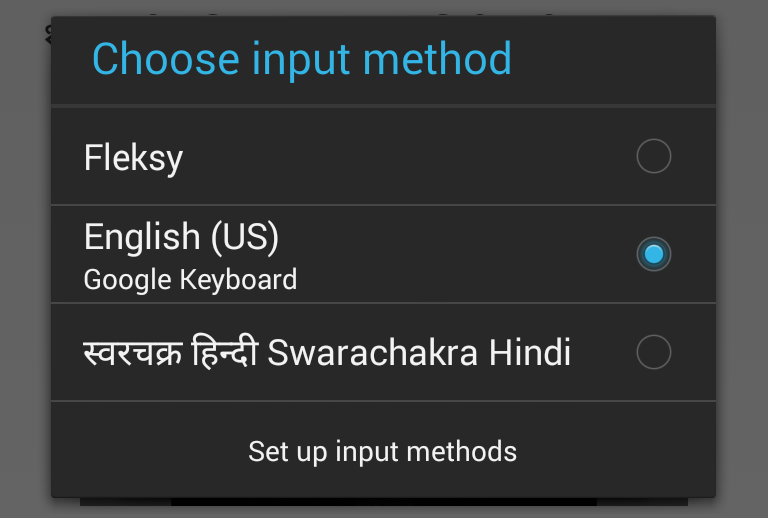 Choose input method
Fleksy
English (US)
Google Keyboard
स्वरचक्र हिन्दी Swarachakra Hindi
Set up input methods